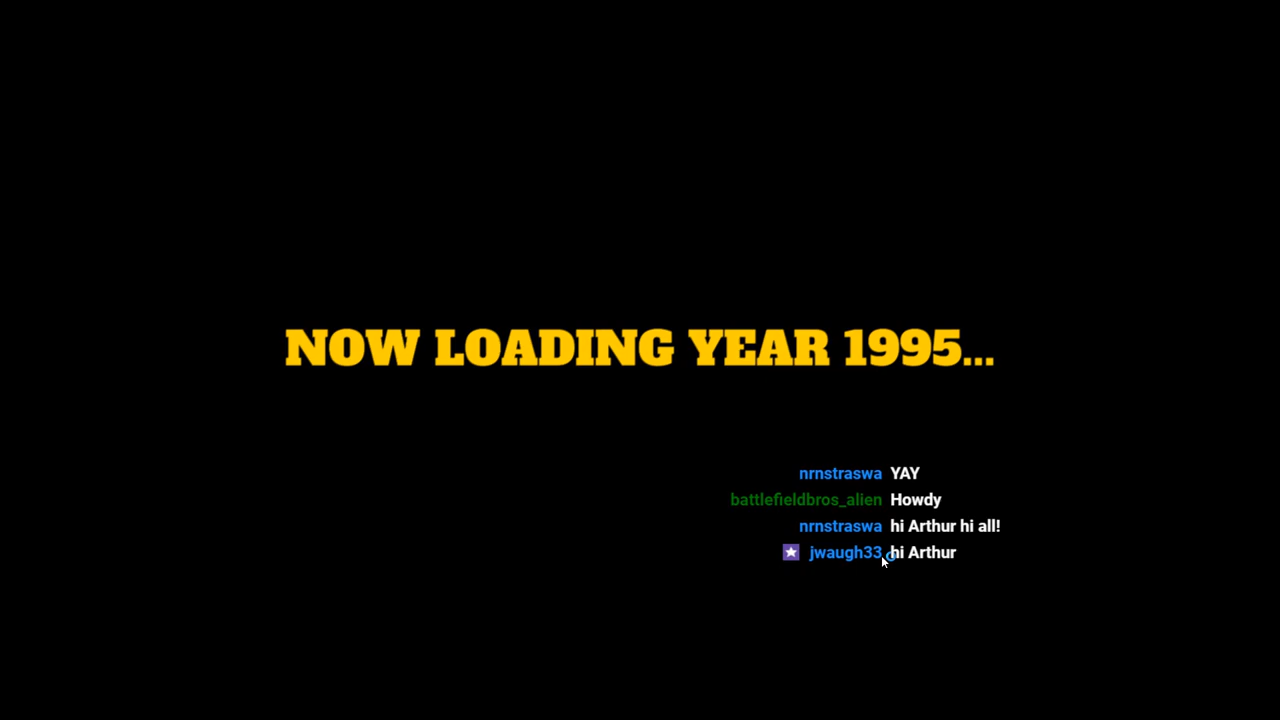 NOW LOADING YEAR 1995...
nrnstraswa YAY
battlefieldbros_alien Howdy
nrnstraswa hi Arthur hi all!
jwaugh33 hi Arthur